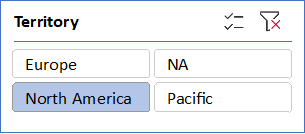 Territory
Europe
NA
North America
Pacific